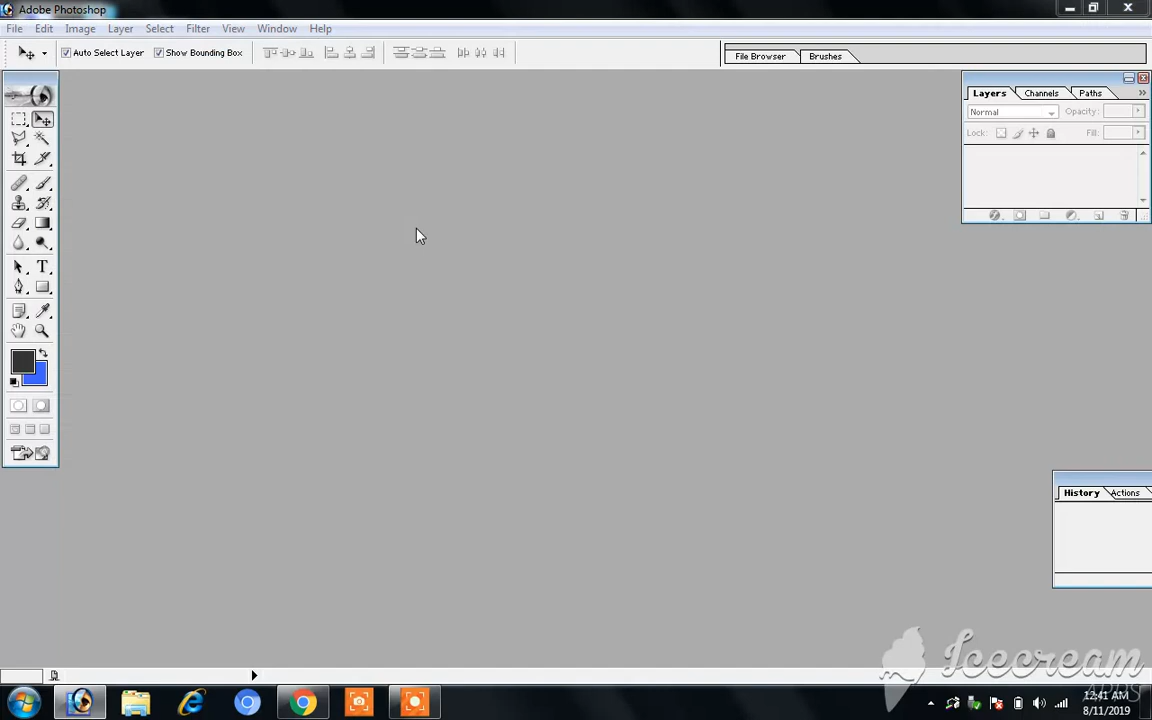 Adobe Photoshop
File Edit Image Layer Select Filter View Window Help
Auto Select Layer Show Bounding Box File Browser Brushes
Layers Channels Paths
Normal Opacity:
Lock: Fill:
T
History Actions
Icecream
APPS
12:41 AM
8/11/2019